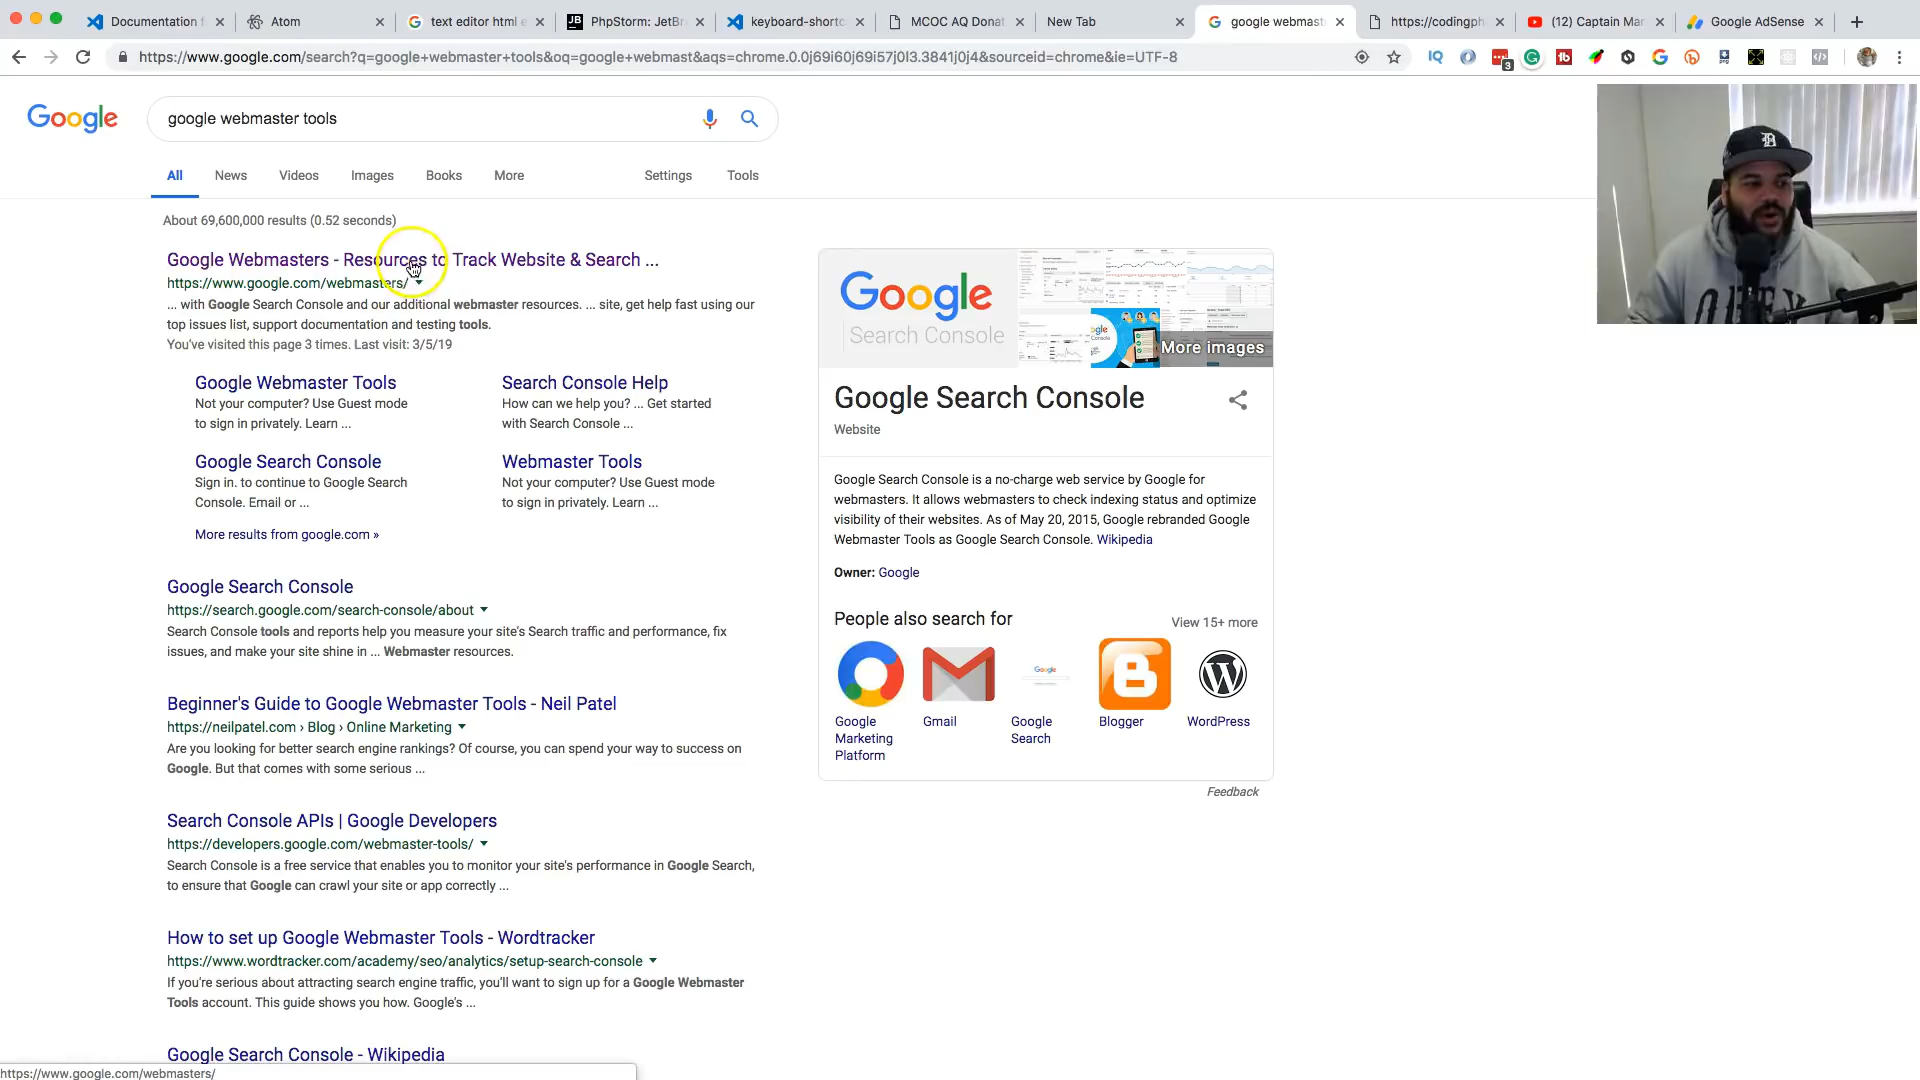 Documentation f
Atom
text editor html e
PhpStorm: JetBr
keyboard-shortc
MCOC AQ Donat
New Tab
google webmast
https://codingph
(12) Captain Mar
Google AdSense
https://www.google.com/search?q=google+webmaster+tools&oq=google+webmast&aqs=chrome.0.0j69i60j69i57j0l3.3841j0j4&sourceid=chrome&ie=UTF-8
Google
google webmaster tools
All News Videos Images Books More Settings Tools
About 69,600,000 results (0.52 seconds)
Google Webmasters - Resources to Track Website & Search ...
https://www.google.com/webmasters/
... with Google Search Console and our additional webmaster resources. ... site, get help fast using our
top issues list, support documentation and testing tools.
You've visited this page 3 times. Last visit: 3/5/19
Google Webmaster Tools
Not your computer? Use Guest mode
to sign in privately. Learn ...
Search Console Help
How can we help you? ... Get started
with Search Console ...
Google Search Console
Sign in. to continue to Google Search
Console. Email or ...
Webmaster Tools
Not your computer? Use Guest mode
to sign in privately. Learn ...
More results from google.com »
Google Search Console
https://search.google.com/search-console/about
Search Console tools and reports help you measure your site's Search traffic and performance, fix
issues, and make your site shine in ... Webmaster resources.
Beginner's Guide to Google Webmaster Tools - Neil Patel
https://neilpatel.com › Blog › Online Marketing
Are you looking for better search engine rankings? Of course, you can spend your way to success on
Google. But that comes with some serious ...
Search Console APIs | Google Developers
https://developers.google.com/webmaster-tools/
Search Console is a free service that enables you to monitor your site's performance in Google Search,
to ensure that Google can crawl your site or app correctly ...
How to set up Google Webmaster Tools - Wordtracker
https://www.wordtracker.com/academy/seo/analytics/setup-search-console
If you're serious about attracting search engine traffic, you'll want to sign up for a Google Webmaster
Tools account. This guide shows you how. Google's ...
Google Search Console - Wikipedia
https://www.google.com/webmasters/
Google
Search Console
More images
Google Search Console
Website
Google Search Console is a no-charge web service by Google for
webmasters. It allows webmasters to check indexing status and optimize
visibility of their websites. As of May 20, 2015, Google rebranded Google
Webmaster Tools as Google Search Console. Wikipedia
Owner: Google
People also search for
View 15+ more
Google
Marketing
Platform
Gmail
Google
Search
Blogger
WordPress
Feedback